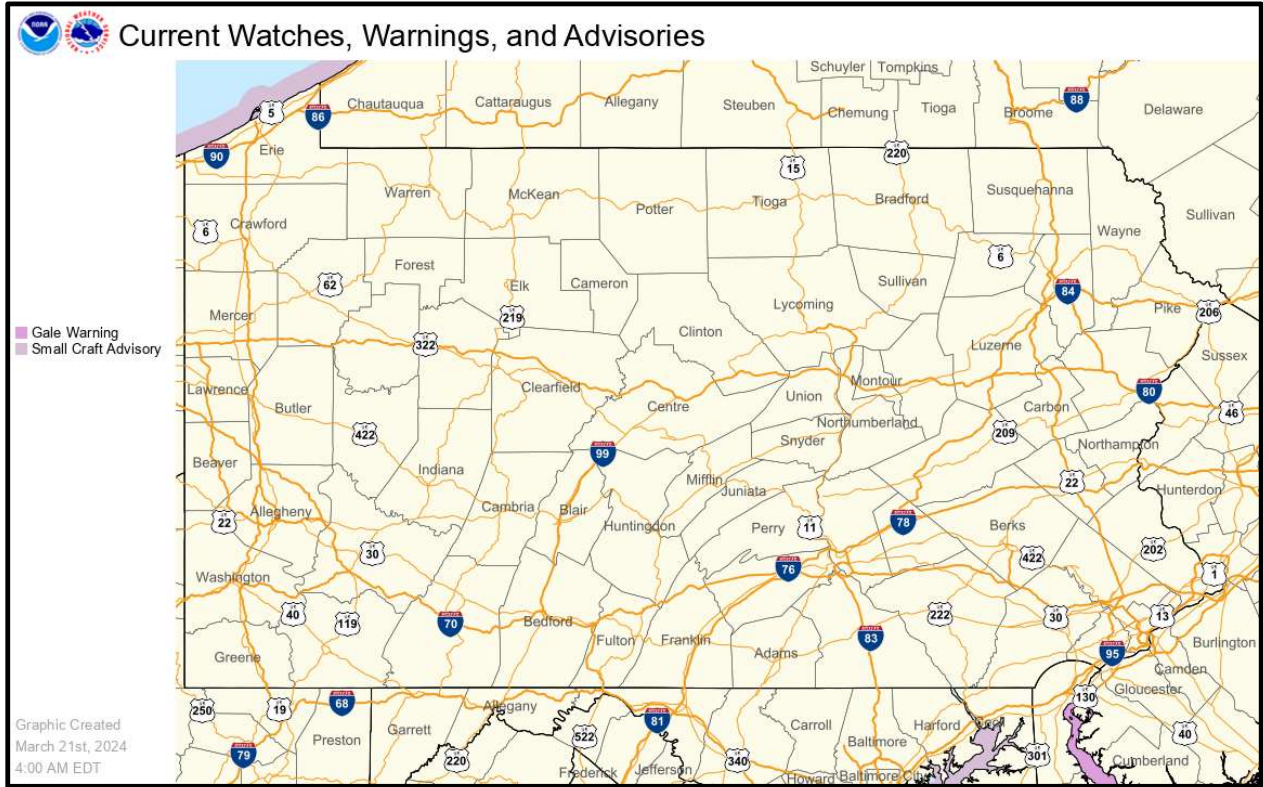 Current Watches, Warnings, and Advisories
Schuyler Tompkins
Chautauqua Cattaraugus Allegany Steuben Chemung Tioga Broome 88 Delaware
5
86
90
Erie
15
220
Warren McKean Potter Tioga Bradford Susquehanna
Crawford
6
Wayne
Sullivan
Forest
62
Elk
Cameron
Sullivan
6
84
Mercer
219
Lycoming
Pike
206
Gale Warning
Small Craft Advisory
322
Clinton
Luzerne
Sussex
Lawrence
Clearfield
Montour
80
Butler
Centre
Union
Carbon
46
422
Northumberland
209
Snyder
Northampton
Beaver
Indiana
99
Mifflin
22
Juniata
Hunterdon
22
Allegheny
Cambria
Blair
Huntingdon
Perry
11
78
Berks
30
422
202
Washington
76
1
40
119
70
Bedford
222
30
13
Fulton
Franklin
Adams
83
95
Burlington
Greene
Camden
Gloucester
130
250
19
68
Allegany
81
Graphic Created
Preston
Garrett
522
Carroll
Harford
Cecil
40
March 21st, 2024
79
220
Baltimore
301
Cumberland
4:00 AM EDT
Frederick
Jefferson
340
Howard
Baltimore City